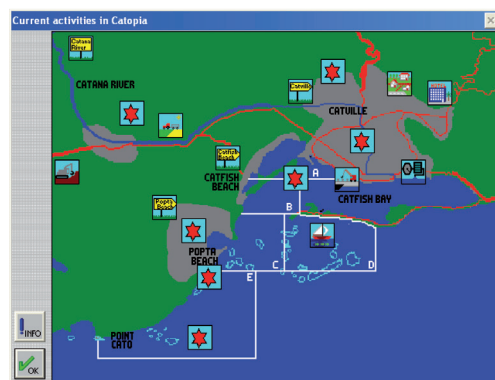 Current activities in Catopia
Catana
River
CATANA RIVER
Catville
CATVILLE
Catfish
Beach
CATFISH
BEACH
A
CATFISH BAY
Popta
Beach
B
POPTA
BEACH
E
C
D
POINT
CATO
INFO
OK